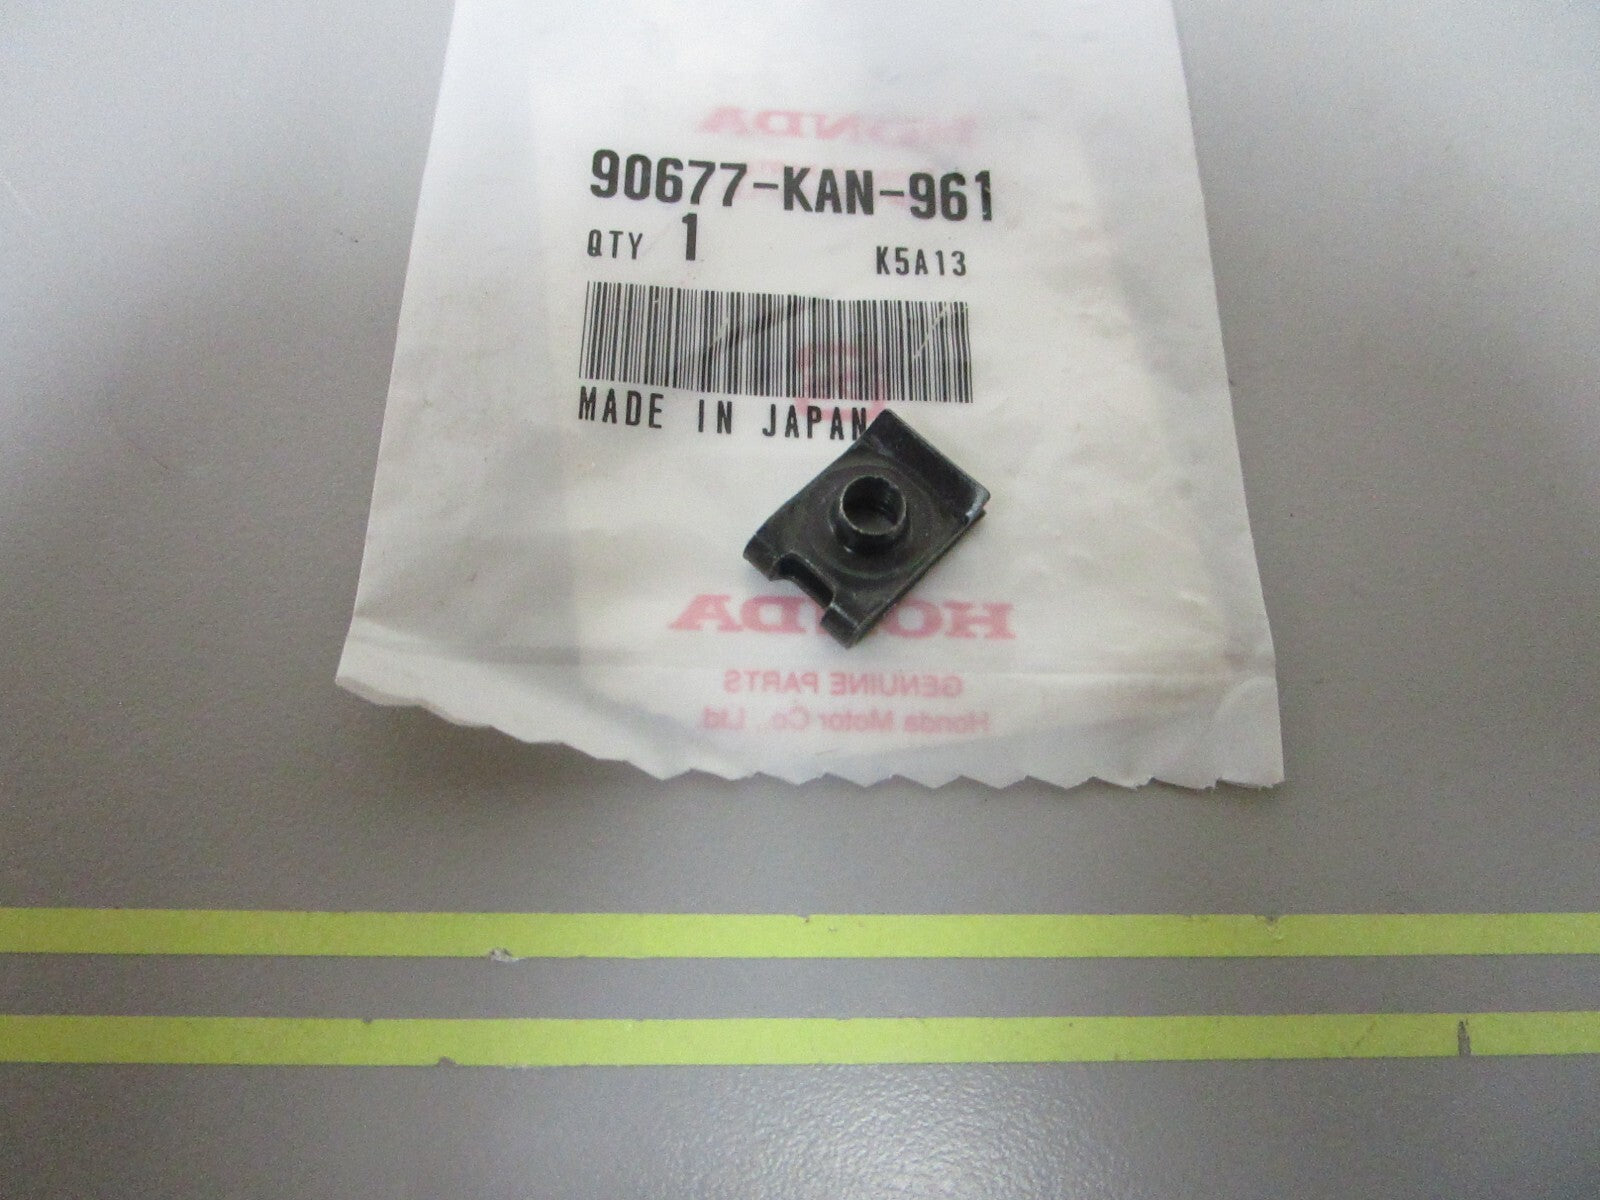 HONDA
90677-KAN-961
QTY 1 K5A13
MADE IN JAPAN
HONDA
GENUINE PARTS
Honda Motor Co., Ltd.